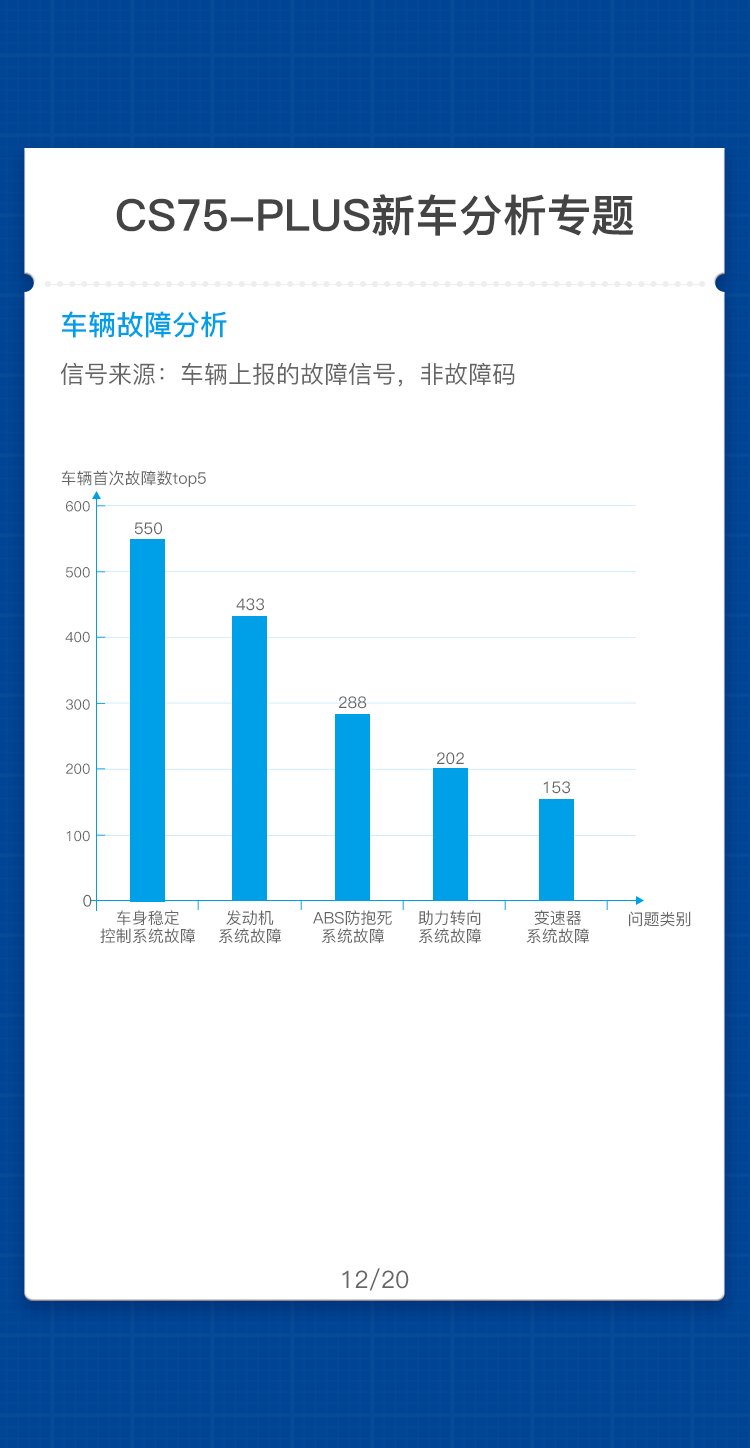 CS75-PLUS新车分析专题
车辆故障分析
信号来源：车辆上报的故障信号，非故障码
车辆首次故障数top5
600
500
400
300
200
100
0
550
433
288
202
153
车身稳定
控制系统故障
发动机
系统故障
ABS防抱死
系统故障
助力转向
系统故障
变速器
系统故障
问题类别
12/20